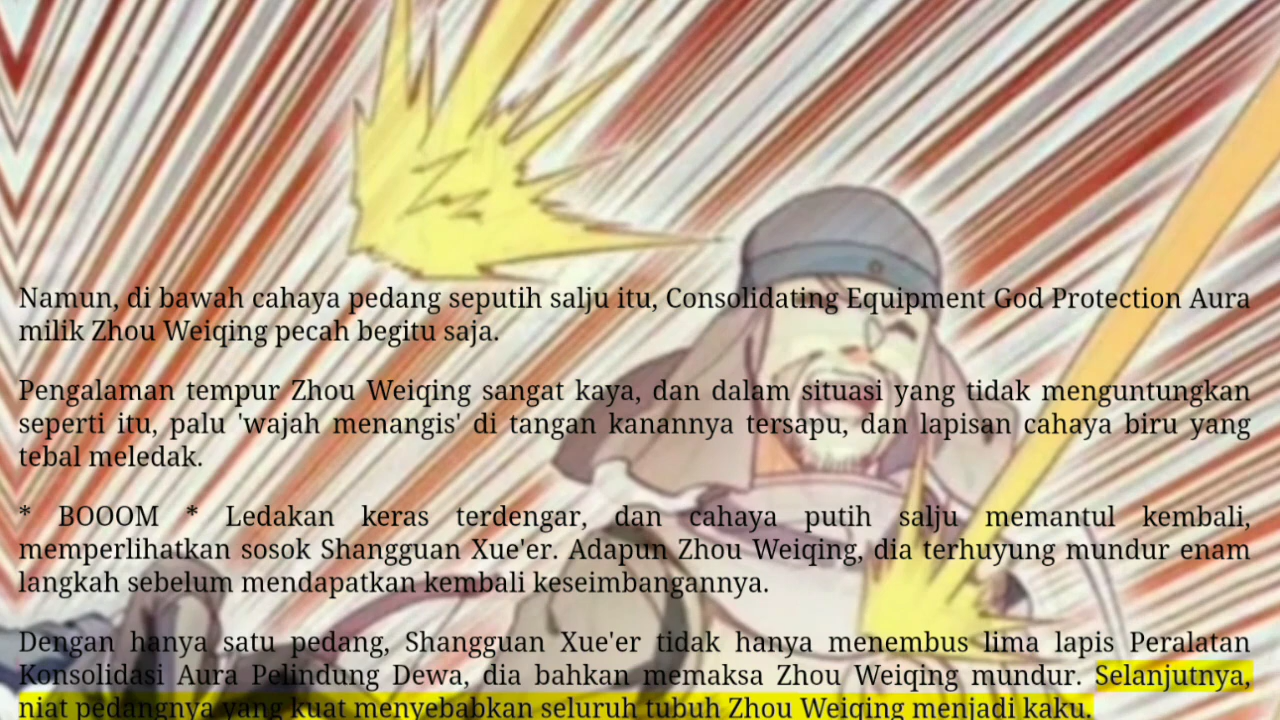 Namun, di bawah cahaya pedang seputih salju itu, Consolidating Equipment God Protection Aura
milik Zhou Weiqing pecah begitu saja.
Pengalaman tempur Zhou Weiqing sangat kaya, dan dalam situasi yang tidak menguntungkan
seperti itu, palu 'wajah menangis' di tangan kanannya tersapu, dan lapisan cahaya biru yang
tebal meledak.
* BOOOM * Ledakan keras terdengar, dan cahaya putih salju memantul kembali,
memperlihatkan sosok Shangguan Xue'er. Adapun Zhou Weiqing, dia terhuyung mundur enam
langkah sebelum mendapatkan kembali keseimbangannya.
Dengan hanya satu pedang, Shangguan Xue'er tidak hanya menembus lima lapis Peralatan
Konsolidasi Aura Pelindung Dewa, dia bahkan memaksa Zhou Weiqing mundur. Selanjutnya,
niat pedangnya yang kuat menyebabkan seluruh tubuh Zhou Weiqing menjadi kaku.